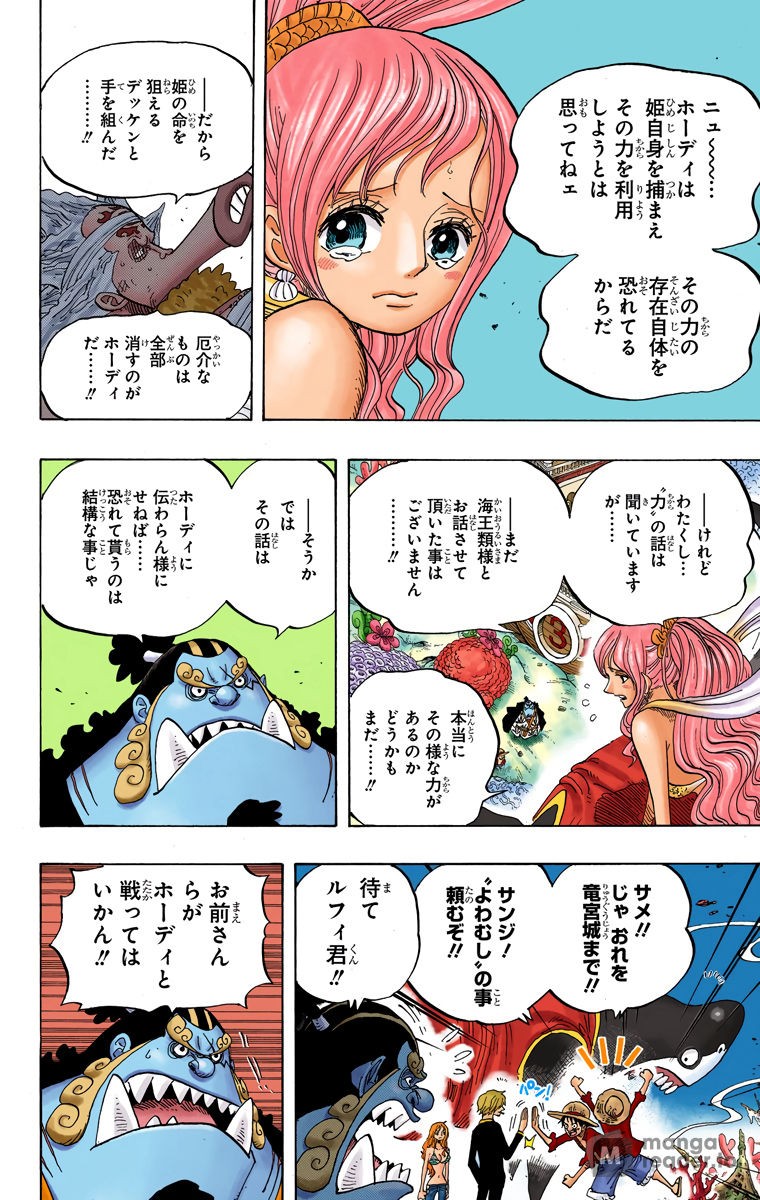 ニュ〜〜〜……
ホーディは
姫自身を捕まえ
その力を利用
しようとは
思ってねェ
その力の
存在自体を
恐れてる
からだ
──だから
姫の命を
狙える
デッケンと
手を組んだ
………!!
厄介な
ものは
全部
消すのが
ホーディ
だ……!!
──けれど
わたくし…
〝力〟の話は
聞いています
が……
──まだ
海王類様と
お話させて
頂いた事は
ございません
………!!
本当に
その様な力が
あるのか
どうかも
まだ……!!
──そうか
では
その話は
ホーディに
伝わらん様に
せねば……
恐れて貰うのは
結構な事じゃ
サメ!!
じゃ おれを
竜宮城まで!!
サンジ!
〝よわむし〟の事
頼むぞ!!
パン!
待て
ルフィ君!!
お前さん
らが
ホーディと
戦っては
いかん!!
manga
reader.to